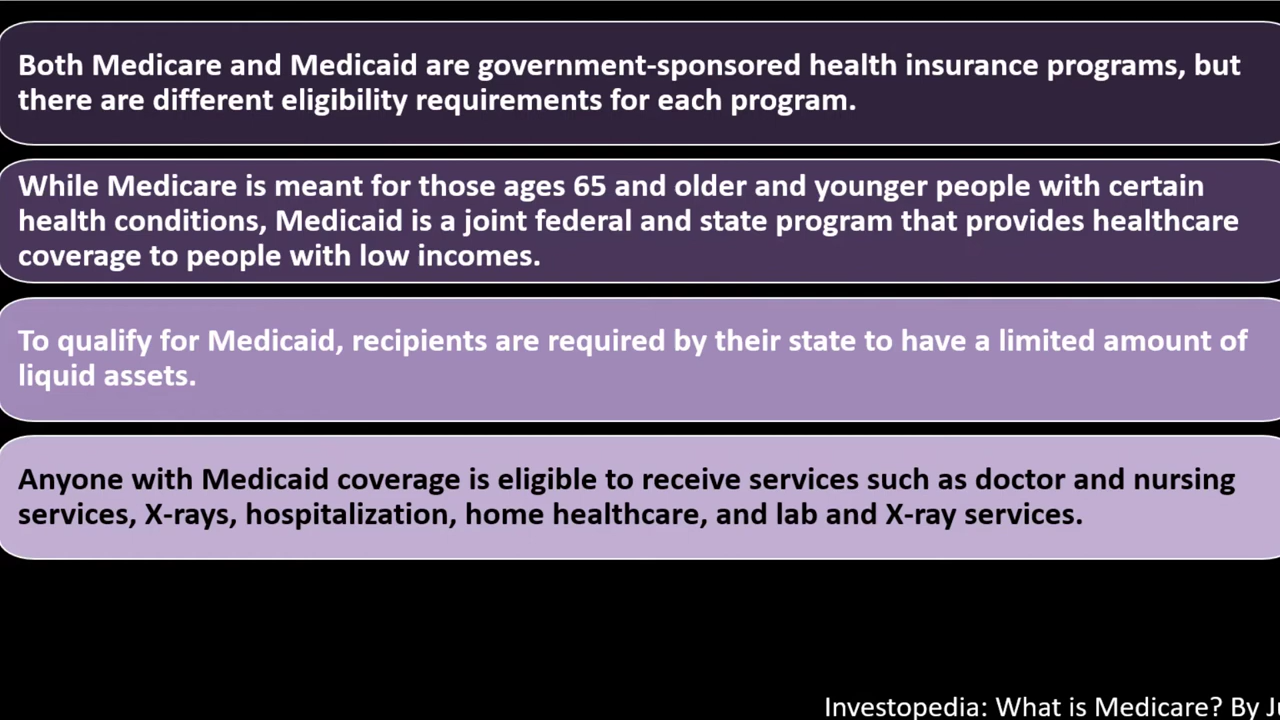 Both Medicare and Medicaid are government-sponsored health insurance programs, but
there are different eligibility requirements for each program.
While Medicare is meant for those ages 65 and older and younger people with certain
health conditions, Medicaid is a joint federal and state program that provides healthcare
coverage to people with low incomes.
To qualify for Medicaid, recipients are required by their state to have a limited amount of
liquid assets.
Anyone with Medicaid coverage is eligible to receive services such as doctor and nursing
services, X-rays, hospitalization, home healthcare, and lab and X-ray services.
Investopedia: What is Medicare? By